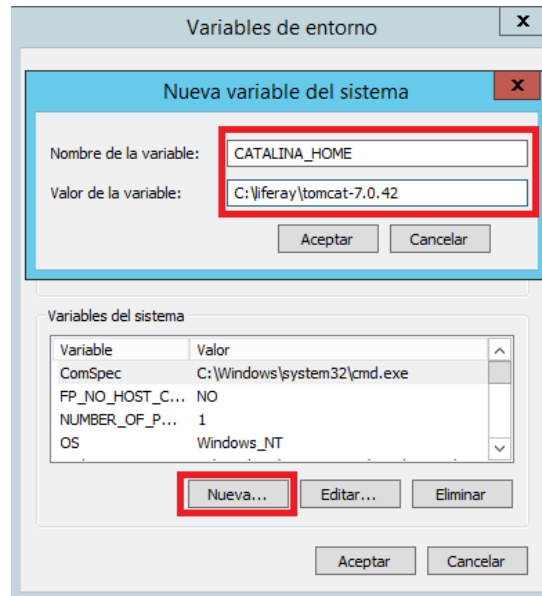 Variables de entorno
x
Nueva variable del sistema
x
Nombre de la variable: CATALINA_HOME
Valor de la variable: C:\liferay\tomcat-7.0.42
Aceptar Cancelar
Variables del sistema
Variable Valor
ComSpec C:\Windows\system32\cmd.exe
FP_NO_HOST_C... NO
NUMBER_OF_P... 1
OS Windows_NT
Nueva... Editar... Eliminar
Aceptar Cancelar